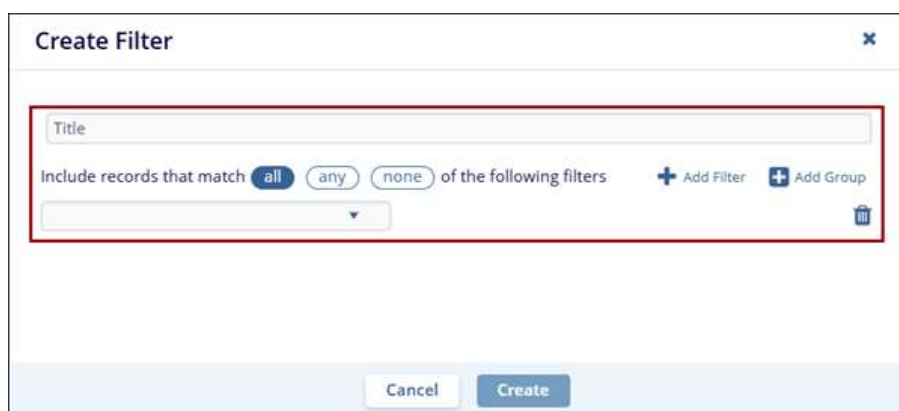 Create Filter
Title
Include records that match all any none of the following filters Add Filter Add Group
Cancel Create